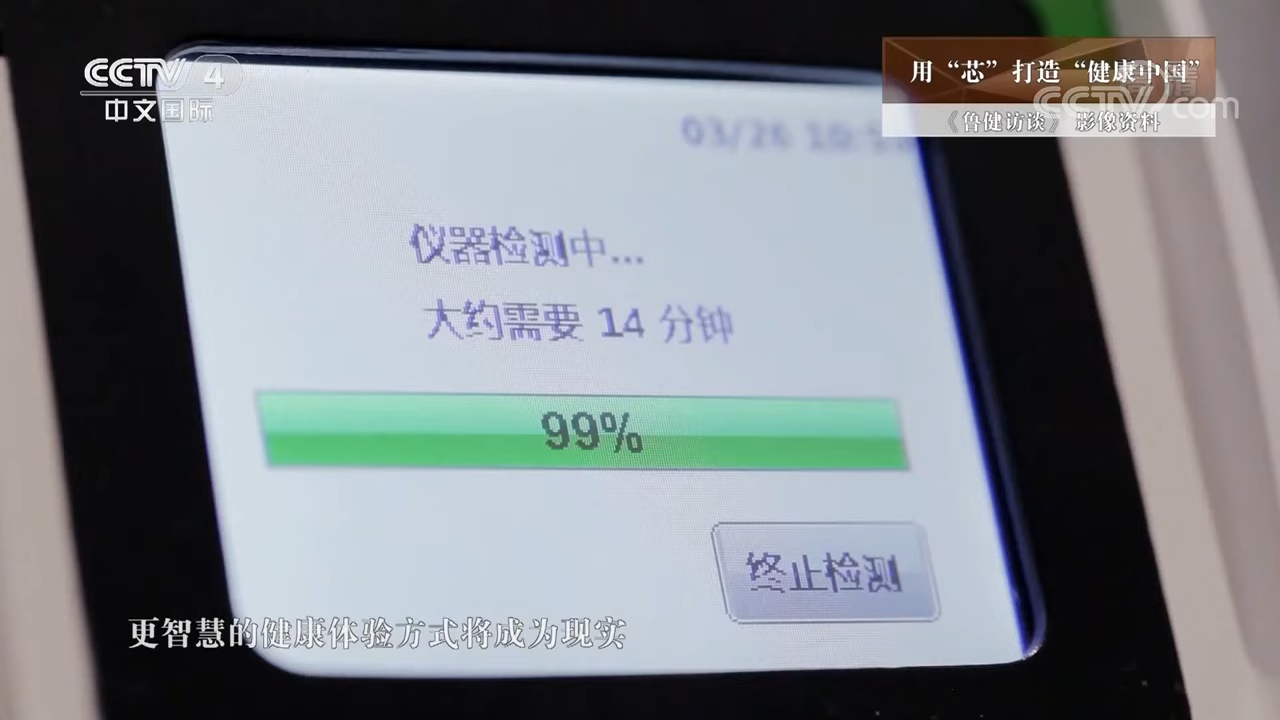 CCTV 4
中文国际
用“芯”打造“健康中国”
CCTV.com
《鲁健访谈》影像资料
仪器检测中...
大约需要 14 分钟
99%
终止检测
更智慧的健康体验方式将成为现实